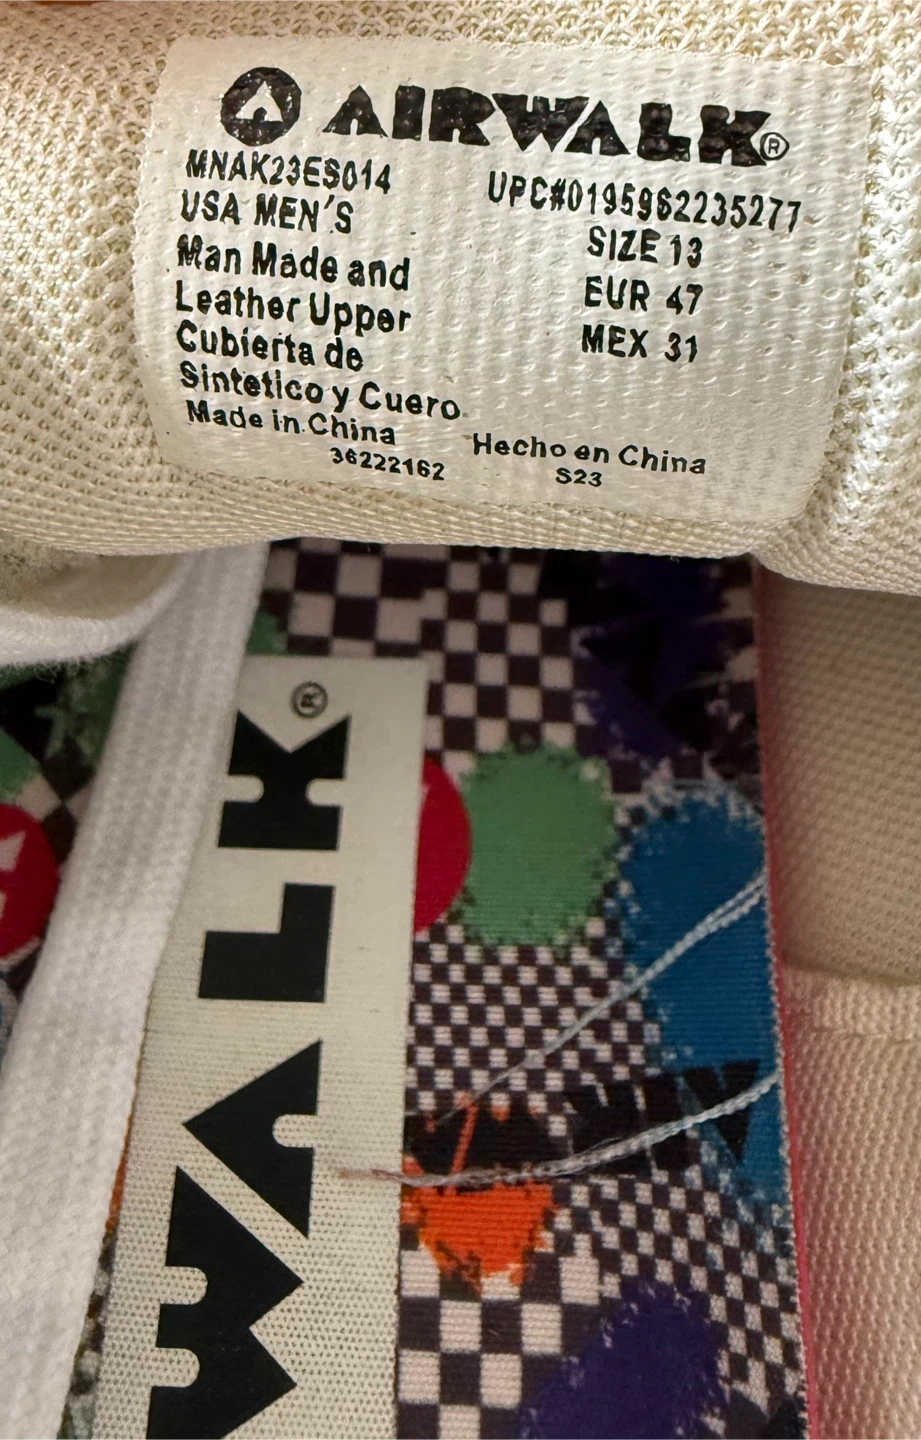 AIRWALK®
MNAK23ES014
USA MEN'S
Man Made and
Leather Upper
Cubierta de
Sintetico y Cuero
Made in China
36222162
UPC#0195962235277
SIZE 13
EUR 47
MEX 31
Hecho en China
S23
WALK®